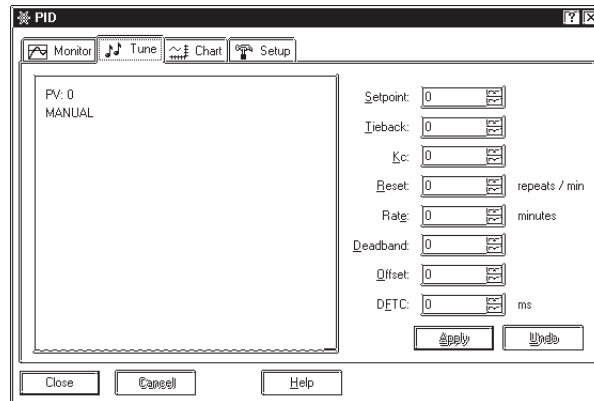 PID
Monitor Tune Chart Setup
PV: 0
MANUAL
Setpoint: 0
Tieback: 0
Kc: 0
Reset: 0 repeats / min
Rate: 0 minutes
Deadband: 0
Offset: 0
DFTC: 0 ms
Apply Undo
Close Cancel Help